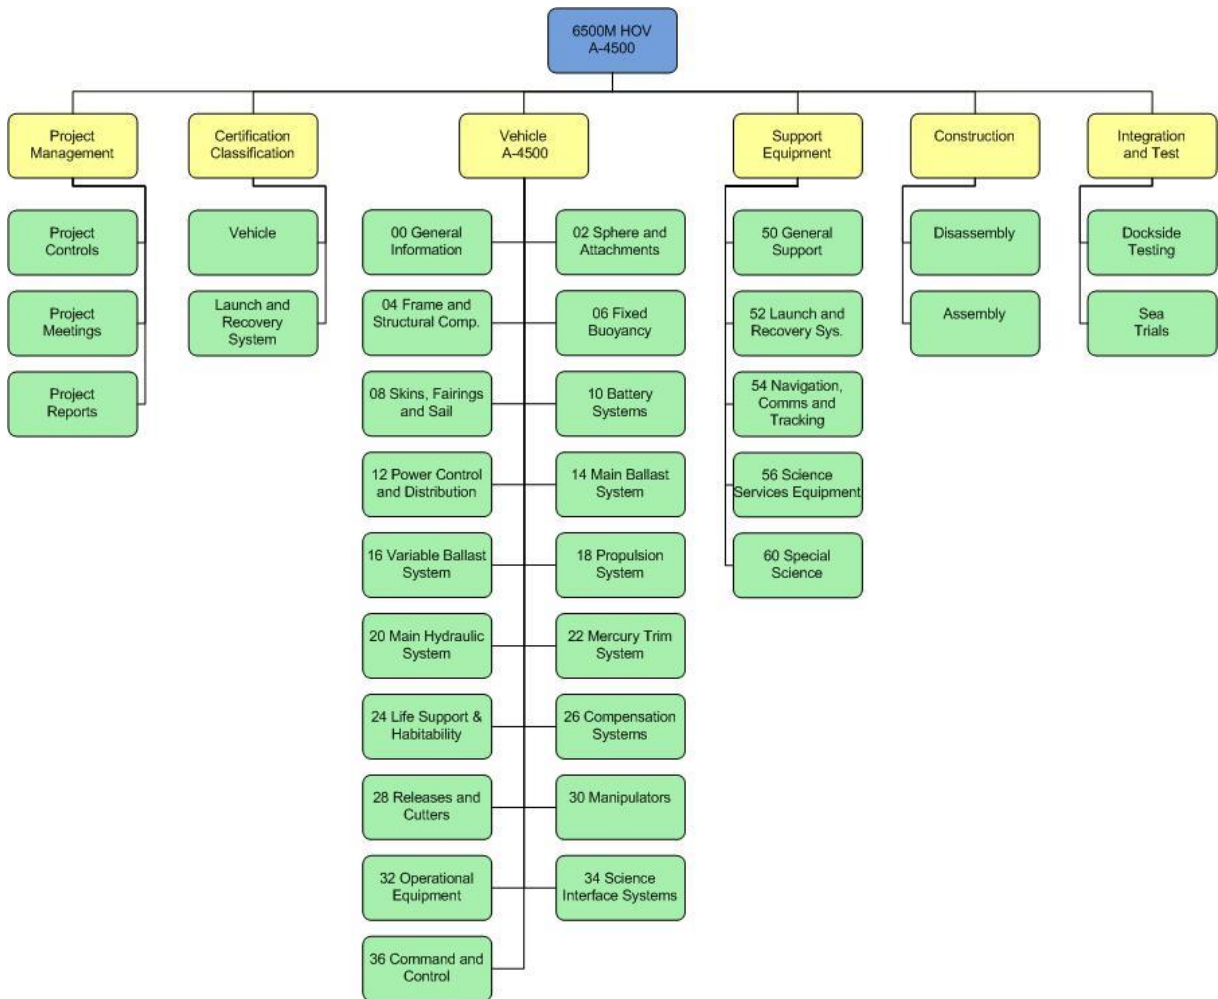 6500M HOV
A-4500
Project
Management
Certification
Classification
Vehicle
A-4500
Support
Equipment
Construction
Integration
and Test
Project
Controls
Project
Meetings
Project
Reports
Vehicle
Launch and
Recovery
System
00 General
Information
02 Sphere and
Attachments
04 Frame and
Structural Comp.
06 Fixed
Buoyancy
08 Skins, Fairings
and Sail
10 Battery
Systems
12 Power Control
and Distribution
14 Main Ballast
System
16 Variable Ballast
System
18 Propulsion
System
20 Main Hydraulic
System
22 Mercury Trim
System
24 Life Support &
Habitability
26 Compensation
Systems
28 Releases and
Cutters
30 Manipulators
32 Operational
Equipment
34 Science
Interface Systems
36 Command and
Control
50 General
Support
52 Launch and
Recovery Sys.
54 Navigation,
Comms and
Tracking
56 Science
Services Equipment
60 Special
Science
Disassembly
Assembly
Dockside
Testing
Sea
Trials